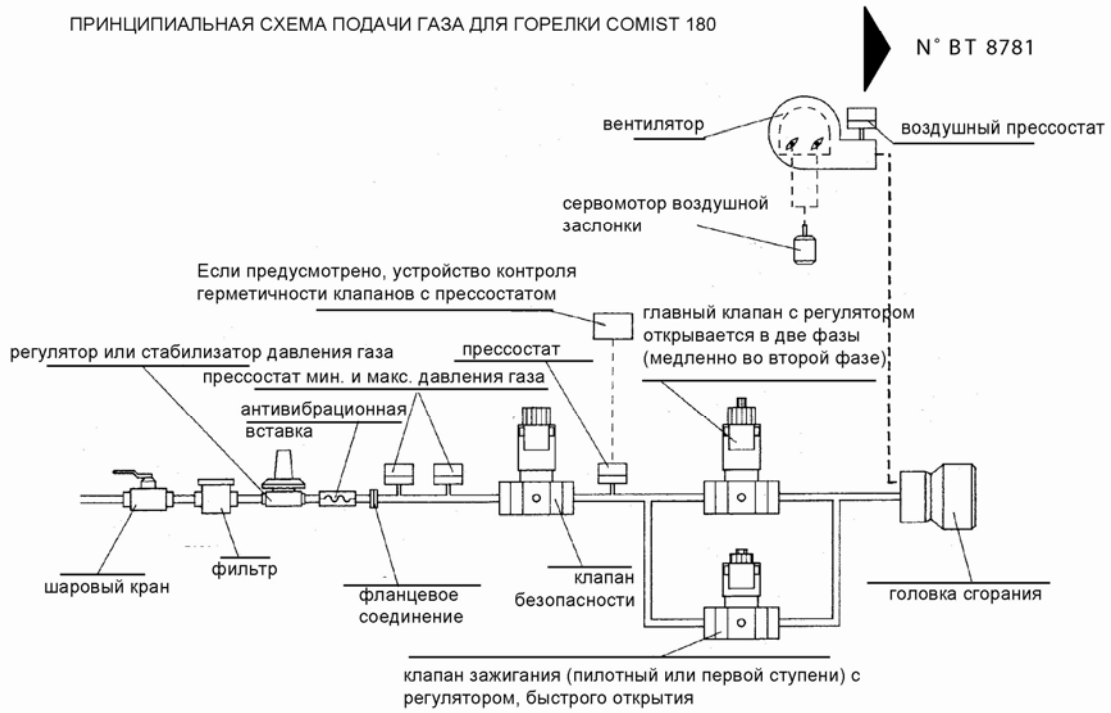 ПРИНЦИПИАЛЬНАЯ СХЕМА ПОДАЧИ ГАЗА ДЛЯ ГОРЕЛКИ COMIST 180
N° BT 8781
вентилятор
воздушный прессостат
сервомотор воздушной
заслонки
Если предусмотрено, устройство контроля
герметичности клапанов с прессостатом
главный клапан с регулятором
открывается в две фазы
(медленно во второй фазе)
регулятор или стабилизатор давления газа
прессостат
прессостат мин. и макс. давления газа
антивибрационная
вставка
шаровый кран
фильтр
фланцевое
соединение
клапан
безопасности
головка сгорания
клапан зажигания (пилотный или первой ступени) с
регулятором, быстрого открытия